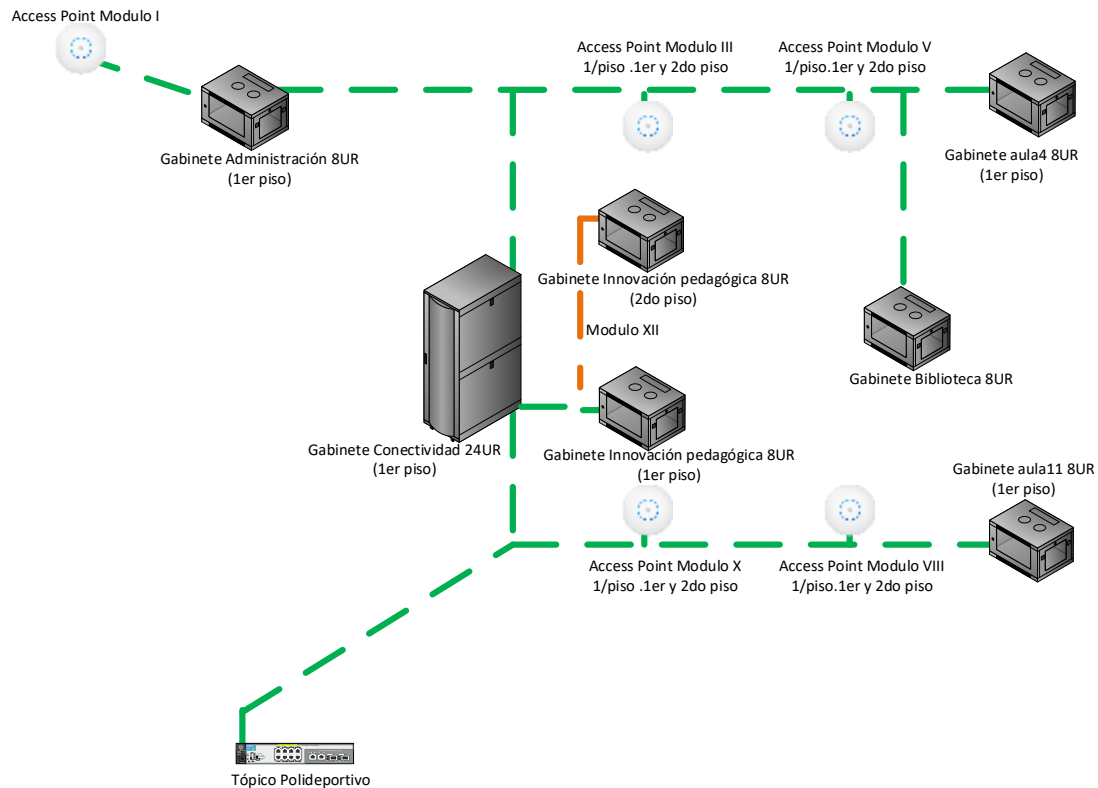 Access Point Modulo I
Access Point Modulo III
1/piso .1er y 2do piso
Access Point Modulo V
1/piso.1er y 2do piso
Gabinete Administración 8UR
(1er piso)
Gabinete aula4 8UR
(1er piso)
Gabinete Innovación pedagógica 8UR
(2do piso)
Modulo XII
Gabinete Biblioteca 8UR
Gabinete Conectividad 24UR
(1er piso)
Gabinete Innovación pedagógica 8UR
(1er piso)
Gabinete aula11 8UR
(1er piso)
Access Point Modulo X
1/piso .1er y 2do piso
Access Point Modulo VIII
1/piso.1er y 2do piso
Tópico Polideportivo